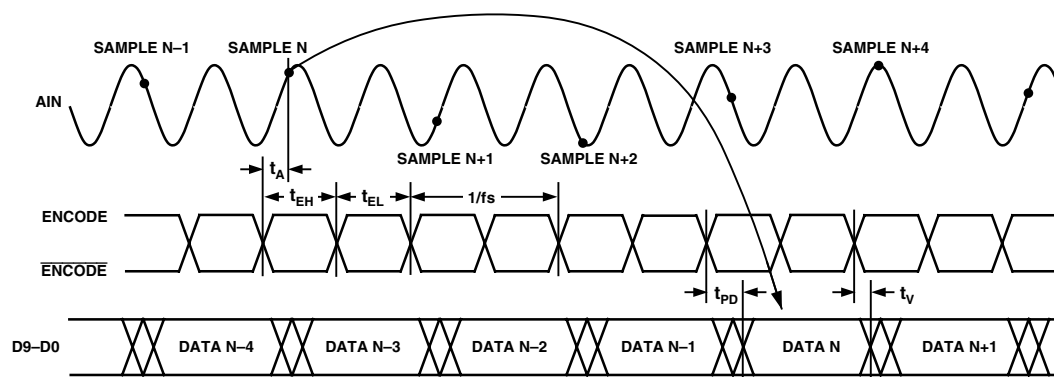 SAMPLE N–1 SAMPLE N SAMPLE N+3 SAMPLE N+4
AIN
SAMPLE N+1 SAMPLE N+2
tA
tEH tEL 1/fs
ENCODE
ENCODE
tPD tV
D9–D0 DATA N–4 DATA N–3 DATA N–2 DATA N–1 DATA N DATA N+1